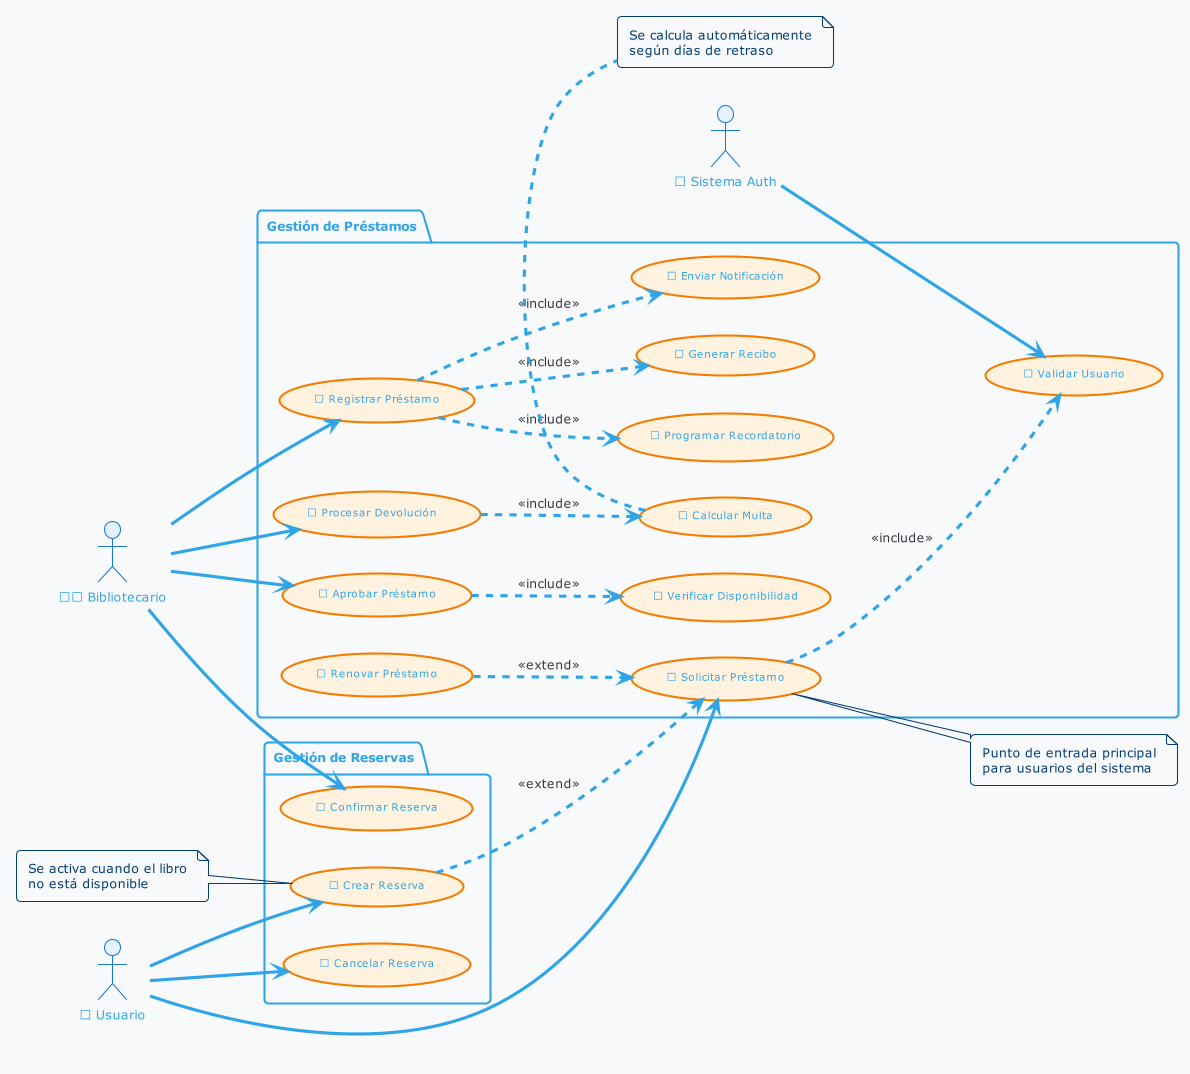 Se calcula automáticamente
según días de retraso
Sistema Auth
Gestión de Préstamos
Enviar Notificación
«include»
Generar Recibo
«include»
Validar Usuario
Registrar Préstamo
«include»
Programar Recordatorio
Procesar Devolución
«include»
Calcular Multa
«include»
Bibliotecario
Aprobar Préstamo
«include»
Verificar Disponibilidad
Renovar Préstamo
«extend»
Solicitar Préstamo
Punto de entrada principal
para usuarios del sistema
Gestión de Reservas
«extend»
Confirmar Reserva
Se activa cuando el libro
no está disponible
Crear Reserva
Cancelar Reserva
Usuario